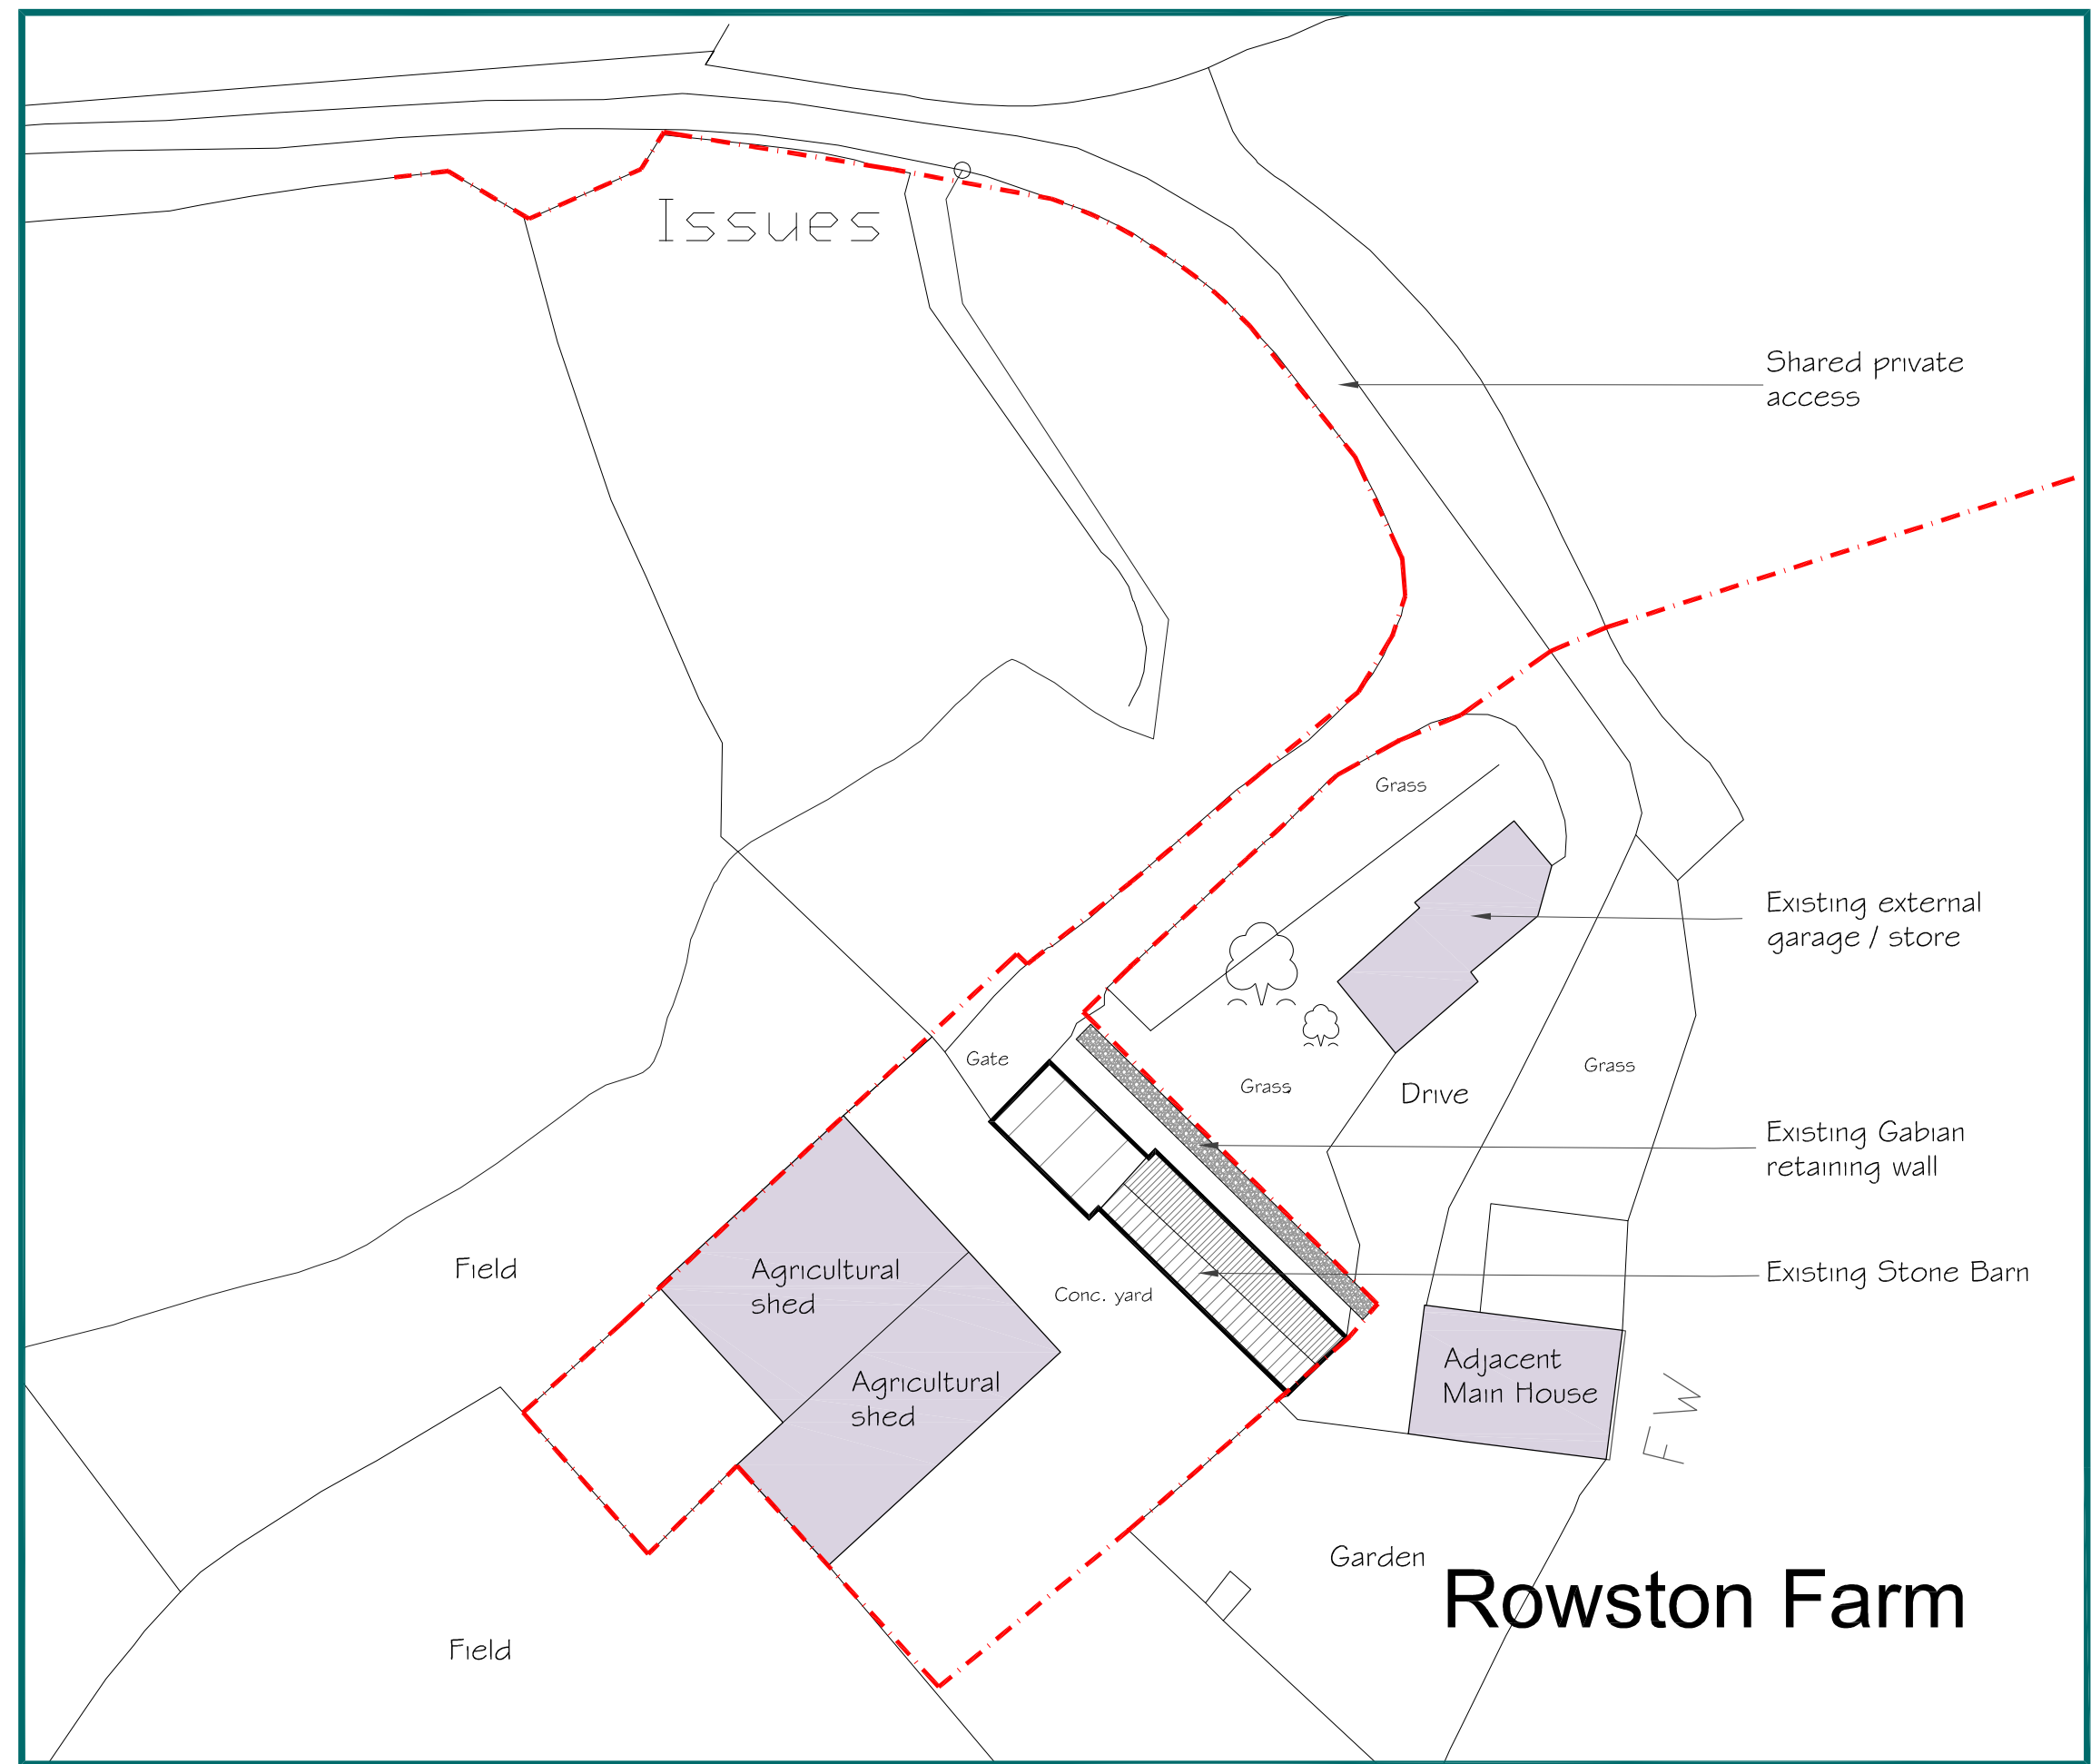 Issues
Shared private
access
Grass
Existing external
garage / store
Gate
Grass
Drive
Grass
Existing Gabian
retaining wall
Field
Agricultural
shed
Conc. yard
Existing Stone Barn
Agricultural
shed
Adjacent
Main House
FW
Garden
Rowston Farm
Field